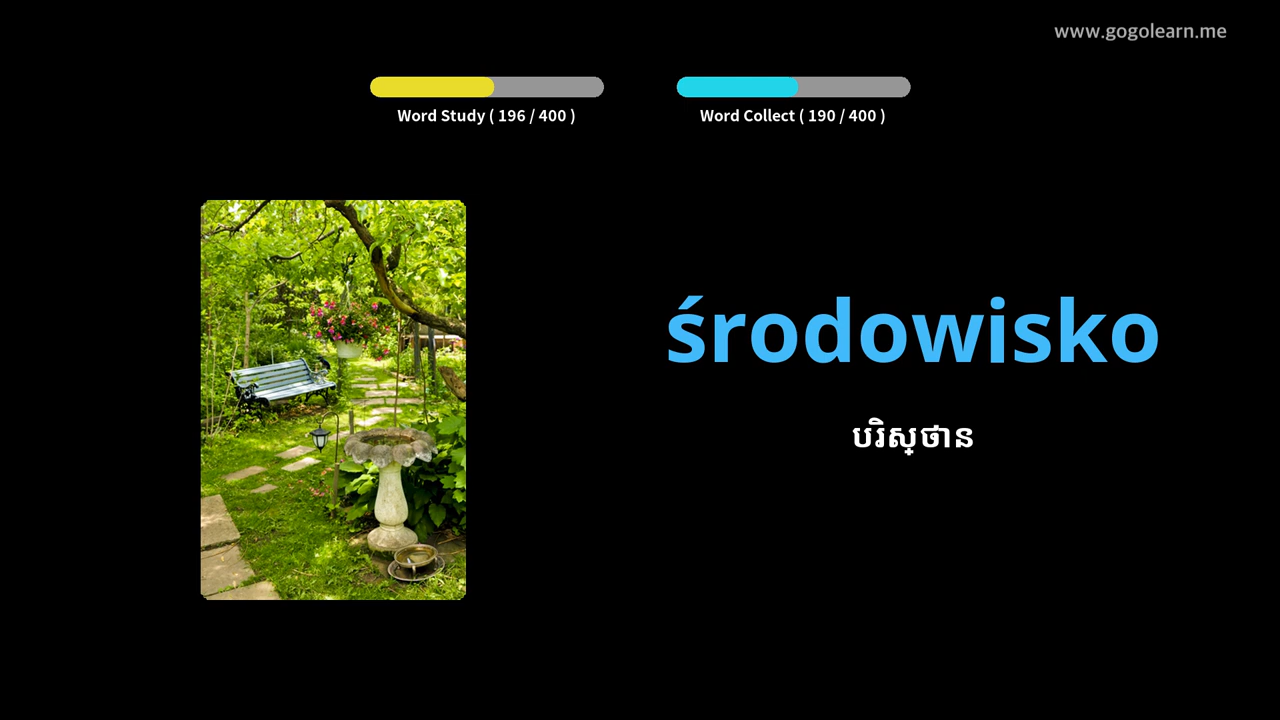 www.gogolearn.me
Word Study ( 196 / 400 )
Word Collect ( 190 / 400 )
środowisko
បរិស្ថាន